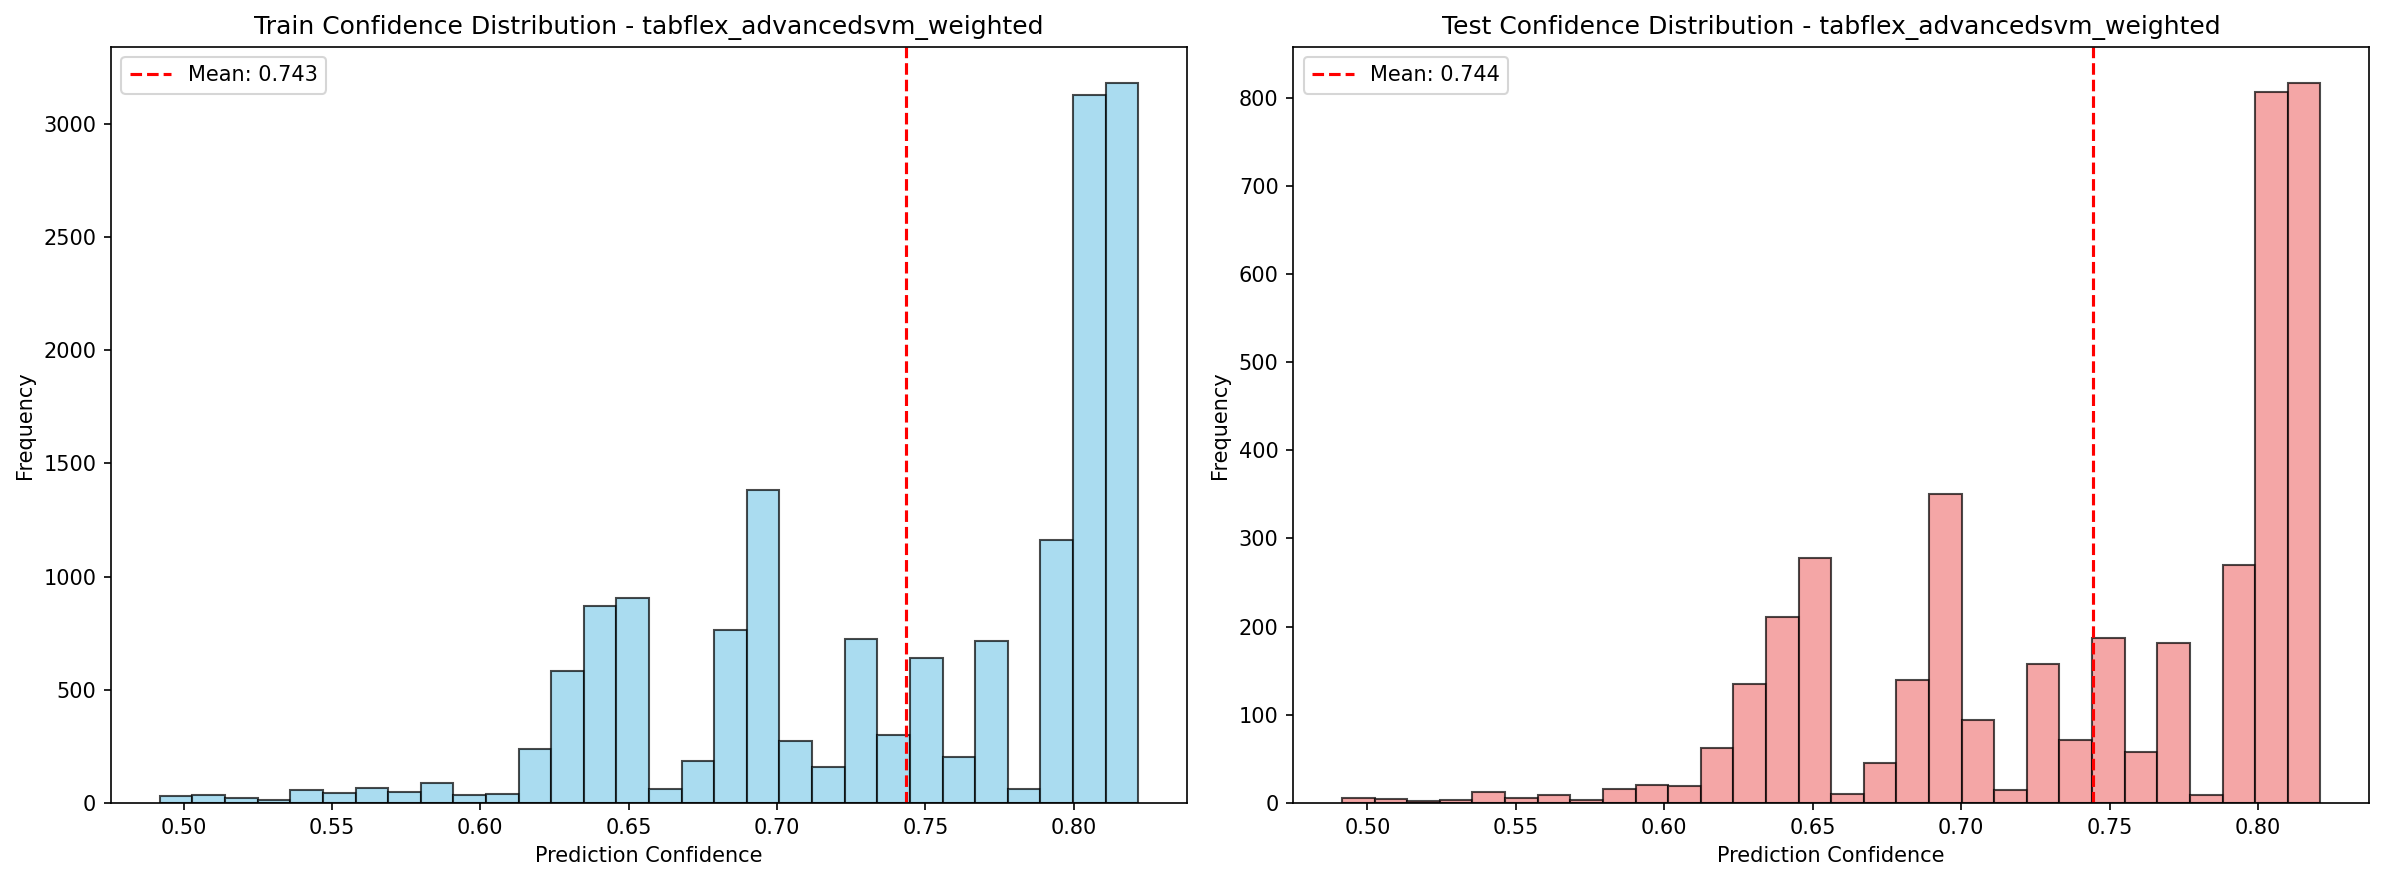 Train Confidence Distribution - tabflex_advancedsvm_weighted
Mean: 0.743
3000
2500
2000
1500
1000
500
0
Frequency
0.50 0.55 0.60 0.65 0.70 0.75 0.80
Prediction Confidence
Test Confidence Distribution - tabflex_advancedsvm_weighted
Mean: 0.744
800
700
600
500
400
300
200
100
0
Frequency
0.50 0.55 0.60 0.65 0.70 0.75 0.80
Prediction Confidence